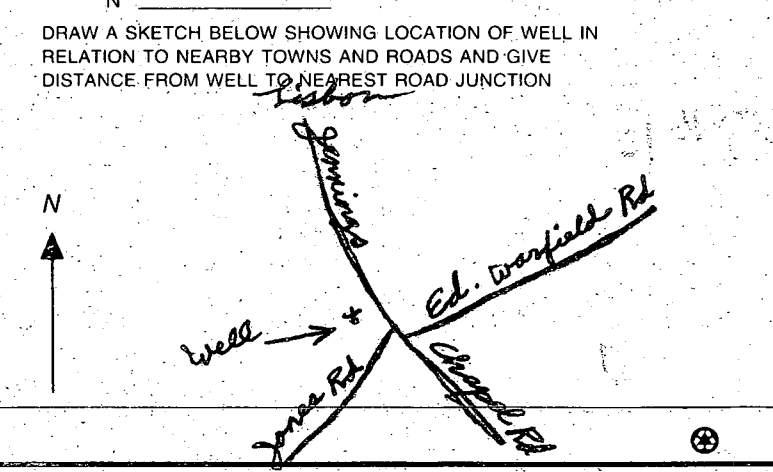 N
DRAW A SKETCH BELOW SHOWING LOCATION OF WELL IN
RELATION TO NEARBY TOWNS AND ROADS AND GIVE
DISTANCE FROM WELL TO NEAREST ROAD JUNCTION
Lisbon
Jennings
N
Ed. Warfield Rd
Well
Chapel Rd
Jones Rd